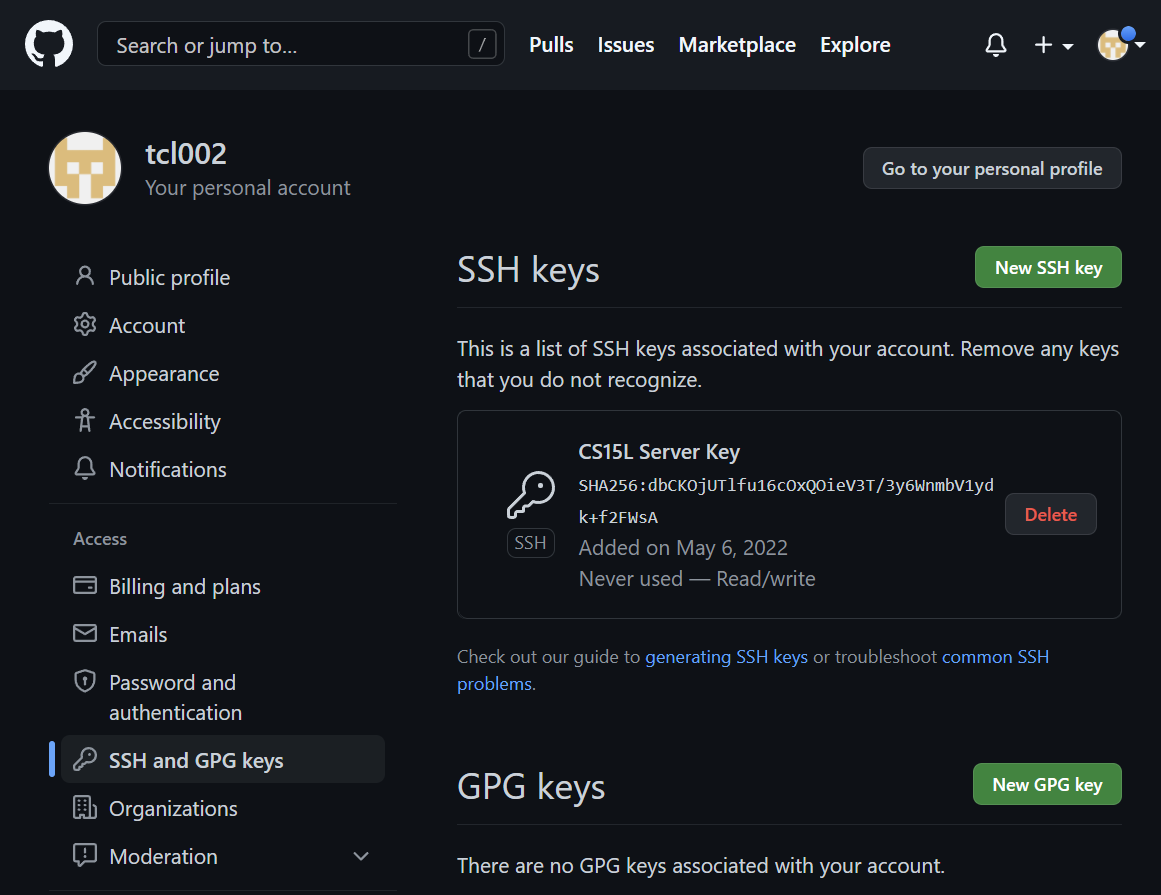 Search or jump to...
/
Pulls
Issues
Marketplace
Explore
tcl002
Your personal account
Go to your personal profile
Public profile
Account
Appearance
Accessibility
Notifications
Access
Billing and plans
Emails
Password and
authentication
SSH and GPG keys
Organizations
Moderation
SSH keys
New SSH key
This is a list of SSH keys associated with your account. Remove any keys
that you do not recognize.
CS15L Server Key
SHA256:dbCKOjUTlfu16cOxQOieV3T/3y6WnmbV1yd
k+f2FWsA
Added on May 6, 2022
Never used — Read/write
SSH
Delete
Check out our guide to generating SSH keys or troubleshoot common SSH
problems.
GPG keys
New GPG key
There are no GPG keys associated with your account.